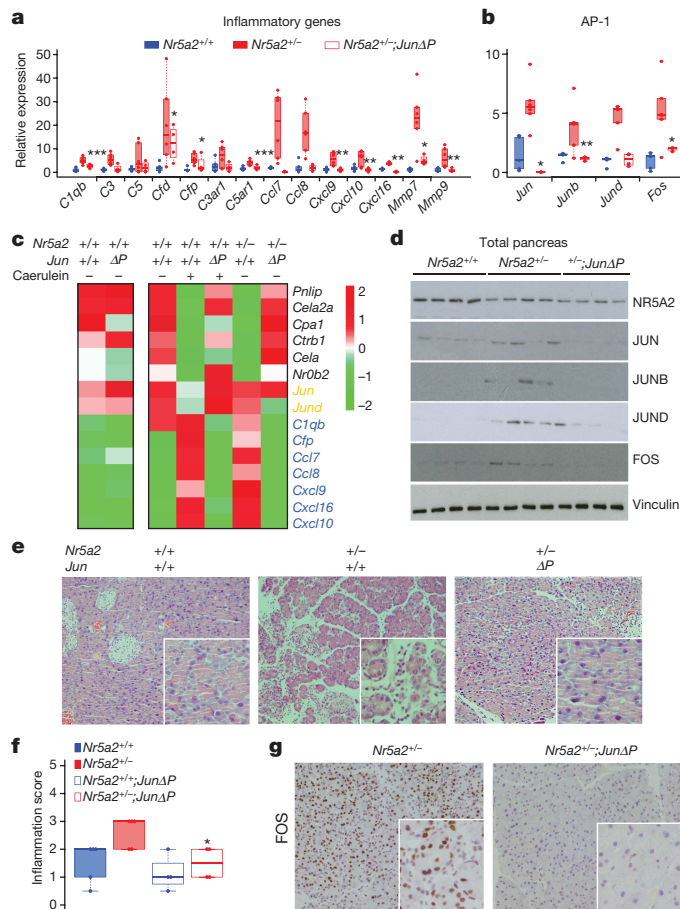 a
Inflammatory genes
Nr5a2+/+ Nr5a2+/- Nr5a2+/-;JunΔP
Relative expression
50
40
30
20
10
0
* *** * *** * ** ** * **
C1qb C3 C5 Cfd Cfp C3ar1 C5ar1 Ccl7 Ccl8 Cxcl9 Cxcl10 Cxcl16 Mmp7 Mmp9
b
AP-1
10
5
0
* ** *
Jun Junb Jund Fos
c
Nr5a2 +/+ +/+ +/+ +/+ +/+ +/- +/-
Jun +/+ ΔP +/+ +/+ ΔP +/+ ΔP
Caerulein – – – + + – –
Pnlip
Cela2a
Cpa1
Ctrb1
Cela
Nr0b2
Jun
Jund
C1qb
Cfp
Ccl7
Ccl8
Cxcl9
Cxcl16
Cxcl10
2
1
0
–1
–2
d
Total pancreas
Nr5a2+/+ Nr5a2+/- +/-;JunΔP
NR5A2
JUN
JUNB
JUND
FOS
Vinculin
e
Nr5a2 +/+ +/- +/-
Jun +/+ +/+ ΔP
f
Nr5a2+/+
Nr5a2+/-
Nr5a2+/+;JunΔP
Nr5a2+/-;JunΔP
Inflammation score
5
4
3
2
1
0
*
g
Nr5a2+/- Nr5a2+/-;JunΔP
FOS